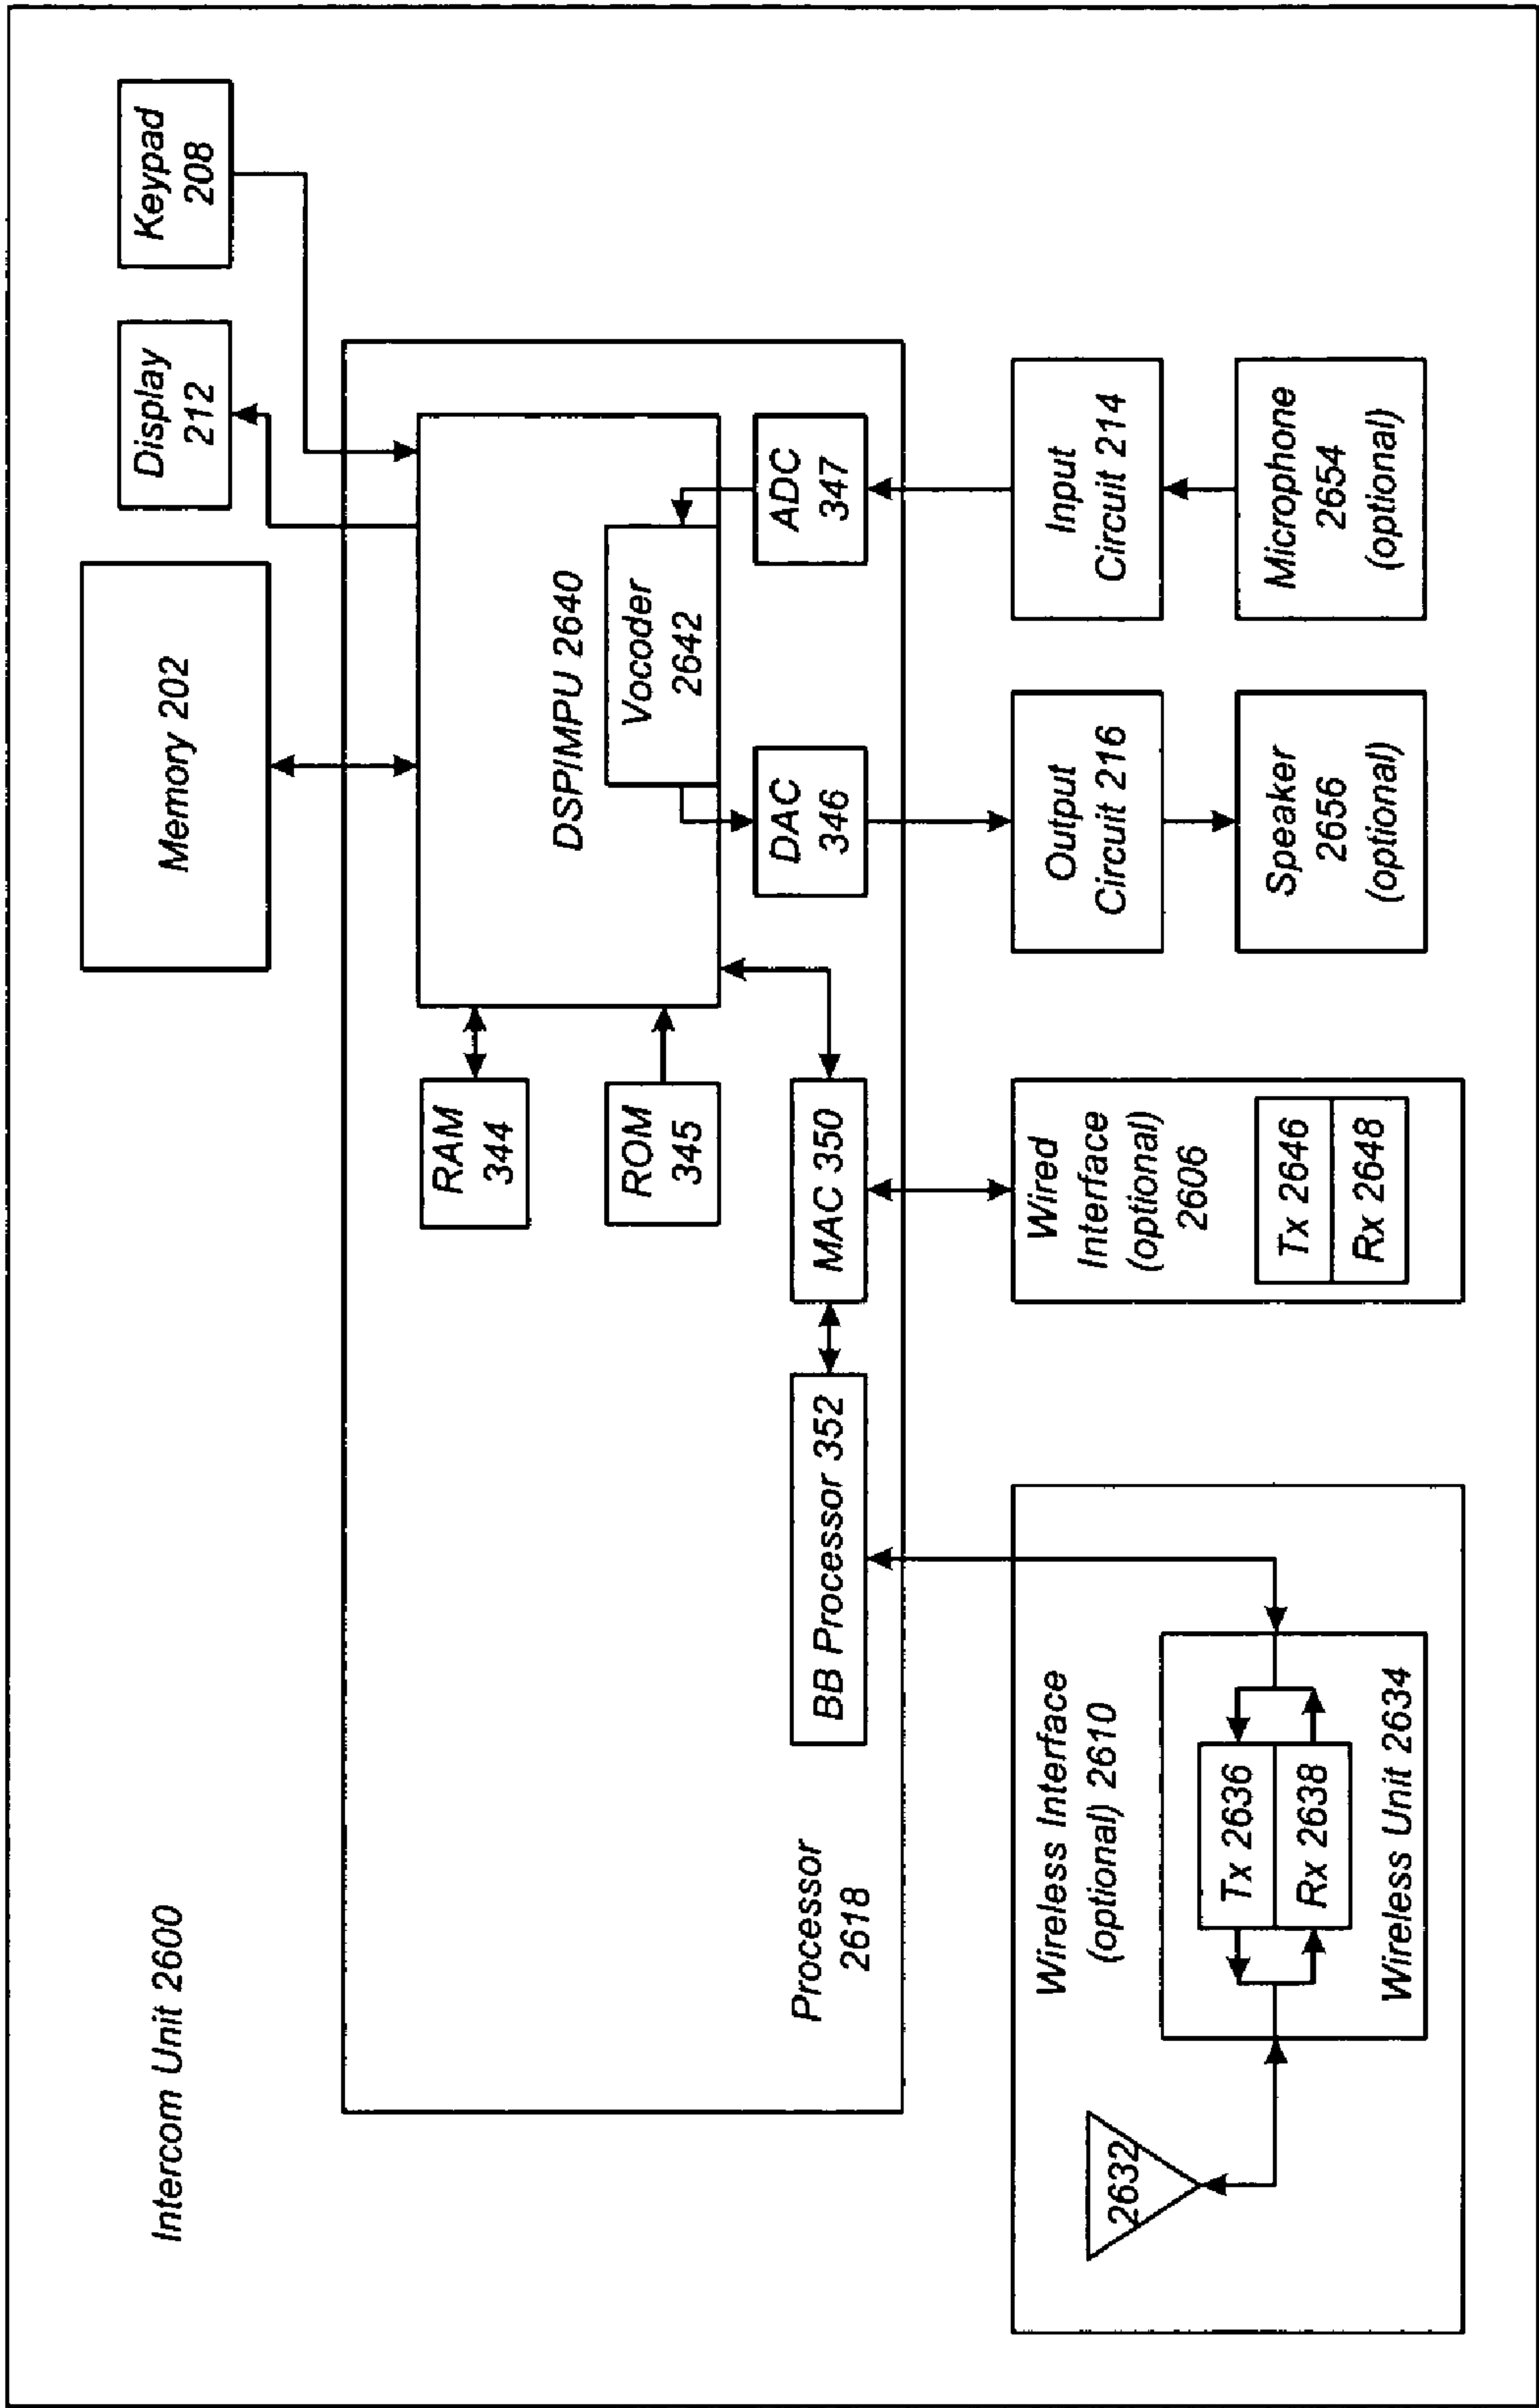 Intercom Unit 2600
Memory 202
Display
212
Keypad
208
RAM
344
ROM
345
DSP/MPU 2640
Vocoder
2642
Processor
2618
BB Processor 352
MAC 350
DAC
346
ADC
347
Wireless Interface
(optional) 2610
2632
Tx 2636
Rx 2638
Wireless Unit 2634
Wired
Interface
(optional)
2606
Tx 2646
Rx 2648
Output
Circuit 216
Speaker
2656
(optional)
Input
Circuit 214
Microphone
2654
(optional)